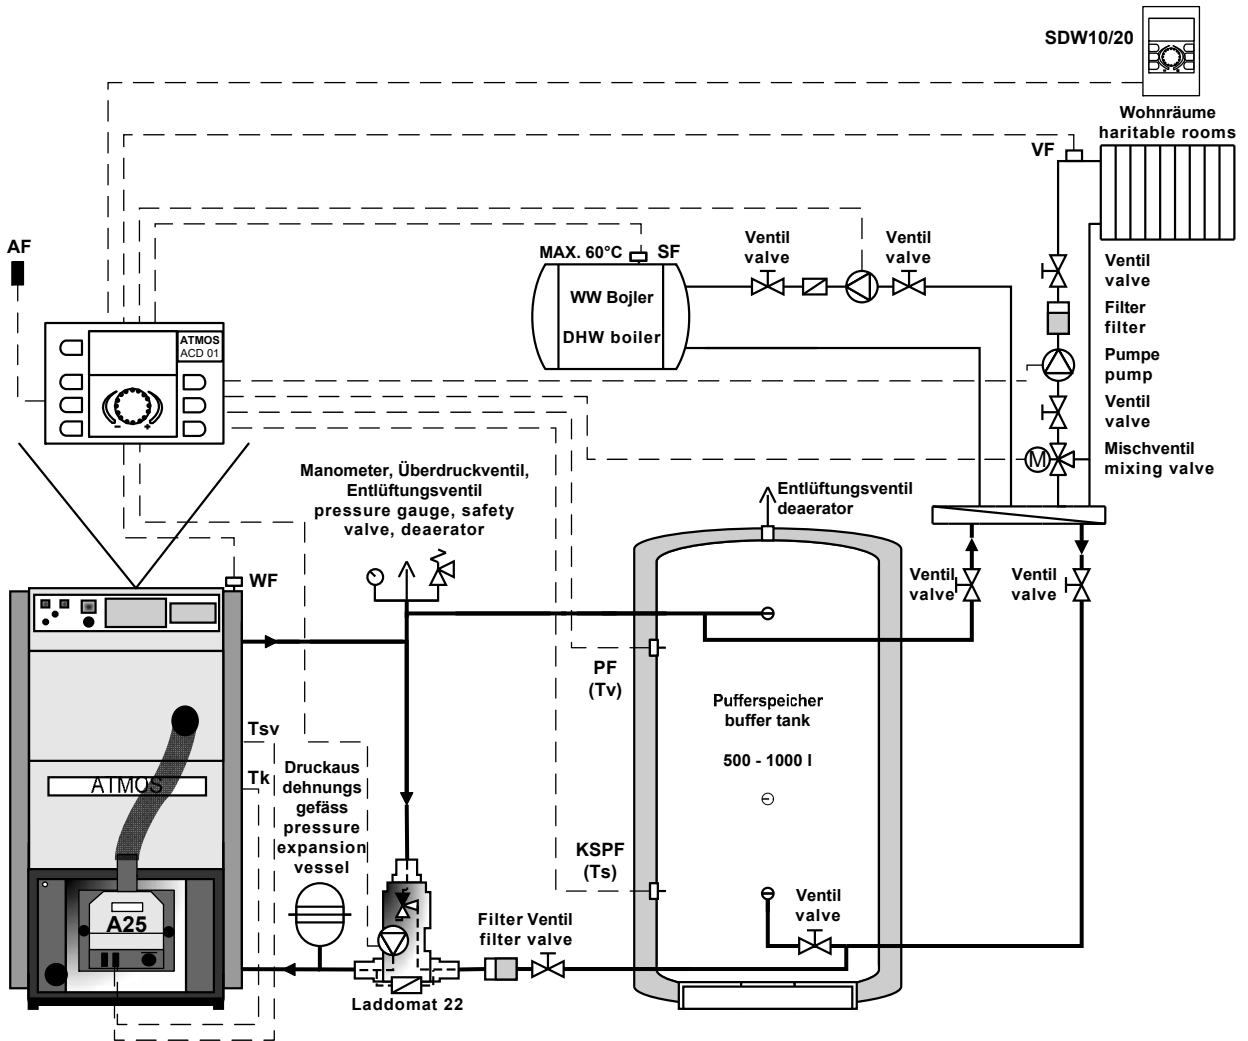 SDW10/20
Wohnräume
haritable rooms
VF
AF
MAX. 60°C
SF
Ventil
valve
Ventil
valve
Ventil
valve
WW Bojler
DHW boiler
Filter
filter
ATMOS
ACD 01
- +
Pumpe
pump
Ventil
valve
M
Mischventil
mixing valve
Manometer, Überdruckventil,
Entlüftungsventil
pressure gauge, safety
valve, deaerator
Entlüftungsventil
deaerator
WF
Ventil
valve
Ventil
valve
PF
(Tv)
Pufferspeicher
buffer tank
500 - 1000 l
Tsv
Tk
ATMOS
Druckaus
dehnungs
gefäss
pressure
expansion
vessel
KSPF
(Ts)
A25
Filter Ventil
filter valve
Ventil
valve
Laddomat 22